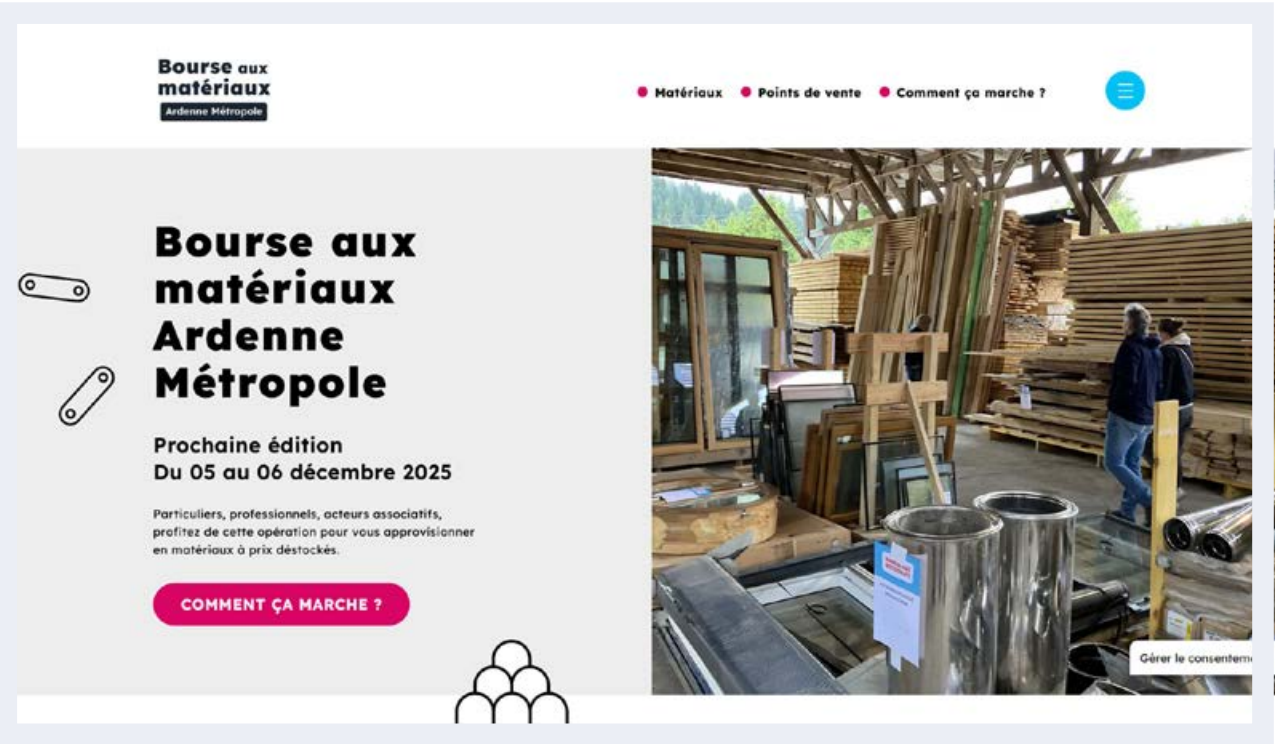 Bourse aux
matériaux
Ardenne Métropole
Matériaux Points de vente Comment ça marche ?
Bourse aux
matériaux
Ardenne
Métropole
Prochaine édition
Du 05 au 06 décembre 2025
Particuliers, professionnels, acteurs associatifs,
profitez de cette opération pour vous approvisionner
en matériaux à prix déstockés.
COMMENT ÇA MARCHE ?
Gérer le consenteme